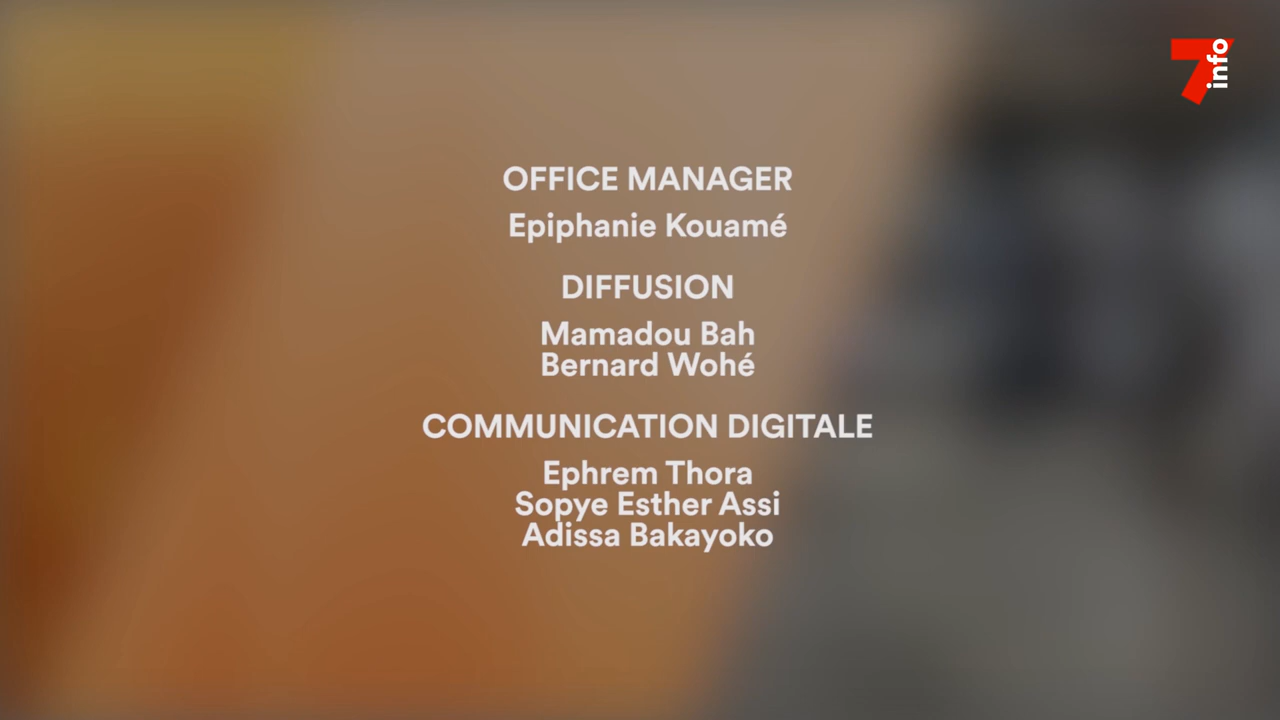 7info
OFFICE MANAGER
Epiphanie Kouamé
DIFFUSION
Mamadou Bah
Bernard Wohé
COMMUNICATION DIGITALE
Ephrem Thora
Sopye Esther Assi
Adissa Bakayoko